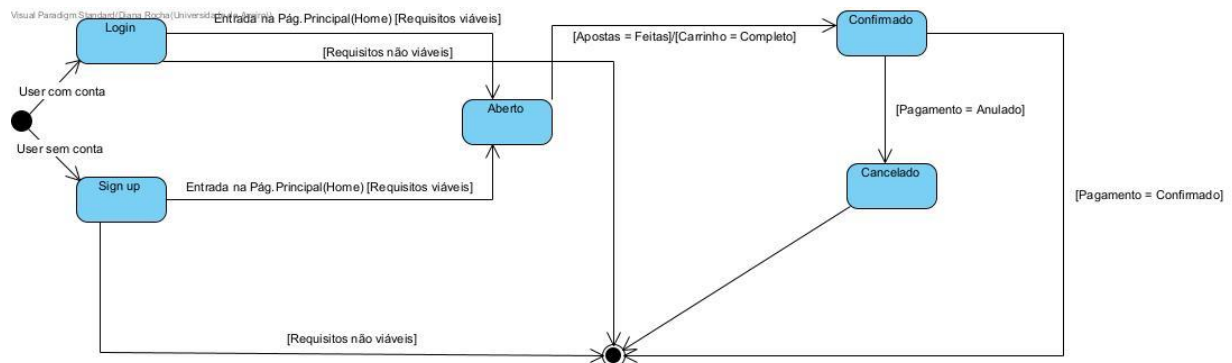 Visual Paradigm Standard(Diana Rocha(Universidade de Aveiro))
Login
Entrada na Pág.Principal(Home) [Requisitos viáveis]
[Requisitos não viáveis]
Confirmado
[Apostas = Feitas]/[Carrinho = Completo]
User com conta
Aberto
[Pagamento = Anulado]
User sem conta
Sign up
Entrada na Pág.Principal(Home) [Requisitos viáveis]
Cancelado
[Pagamento = Confirmado]
[Requisitos não viáveis]